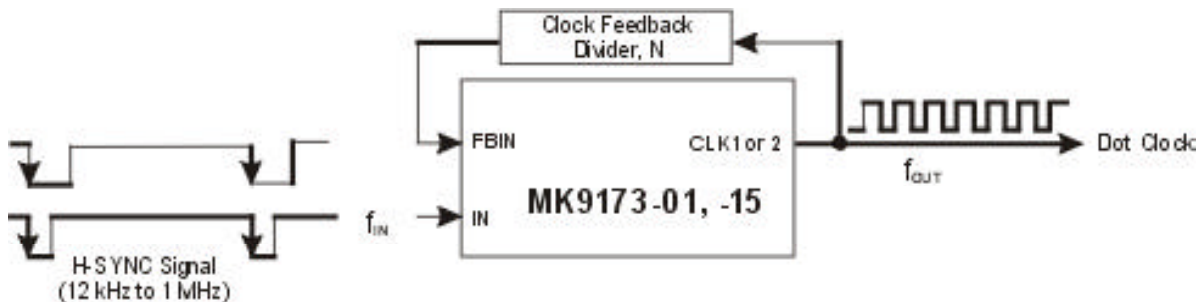 Clock Feedback
Divider, N
FBIN
CLK1 or 2
Dot Clock
fOUT
MK9173-01, -15
fIN
IN
H-SYNC Signal
(12 kHz to 1 MHz)